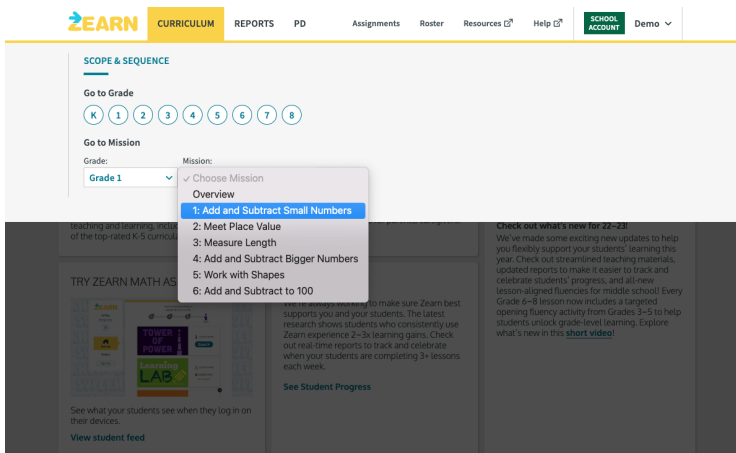 ZEARN
CURRICULUM
REPORTS
PD
Assignments
Roster
Resources
Help
SCHOOL
ACCOUNT
Demo
SCOPE & SEQUENCE
Go to Grade
K 1 2 3 4 5 6 7 8
Go to Mission
Grade:
Mission:
Grade 1
✓ Choose Mission
Overview
1: Add and Subtract Small Numbers
2: Meet Place Value
3: Measure Length
4: Add and Subtract Bigger Numbers
5: Work with Shapes
6: Add and Subtract to 100
teaching and learning, inclu
of the top-rated K-5 curricula
TRY ZEARN MATH AS
TOWER
OF
POWER
Learning
LAB
See what your students see when they log in on
their devices.
View student feed
We're always working to make sure Zearn best
supports you and your students. The latest
research shows students who consistently use
Zearn experience 2–3x learning gains. Check
out real-time reports to track and celebrate
when your students are completing 3+ lessons
each week.
See Student Progress
Check out what's new for 22–23!
We've made some exciting new updates to help
you flexibly support your students' learning this
year. Check out streamlined teaching materials,
updated reports to make it easier to track and
celebrate students' progress, and all-new
lesson-aligned fluencies for middle school! Every
Grade 6–8 lesson now includes a targeted
opening fluency activity from Grades 3–5 to help
students unlock grade-level learning. Explore
what's new in this short video!